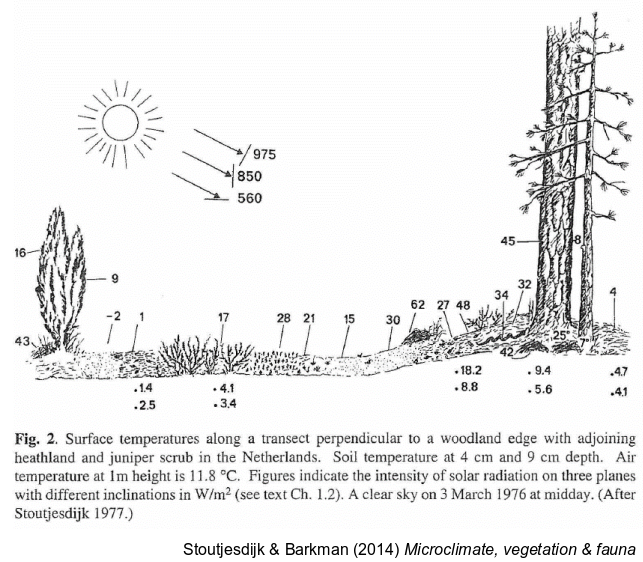 975
850
560
16
9
45
8
4
-2 1 17 28 21 15 30 62 27 48 34 32
43
42
25
7
.1.4 .4.1 .18.2 .9.4 .4.7
.2.5 .3.4 .8.8 .5.6 .4.1
Fig. 2. Surface temperatures along a transect perpendicular to a woodland edge with adjoining
heathland and juniper scrub in the Netherlands. Soil temperature at 4 cm and 9 cm depth. Air
temperature at 1m height is 11.8 °C. Figures indicate the intensity of solar radiation on three planes
with different inclinations in W/m² (see text Ch. 1.2). A clear sky on 3 March 1976 at midday. (After
Stoutjesdijk 1977.)
Stoutjesdijk & Barkman (2014) Microclimate, vegetation & fauna